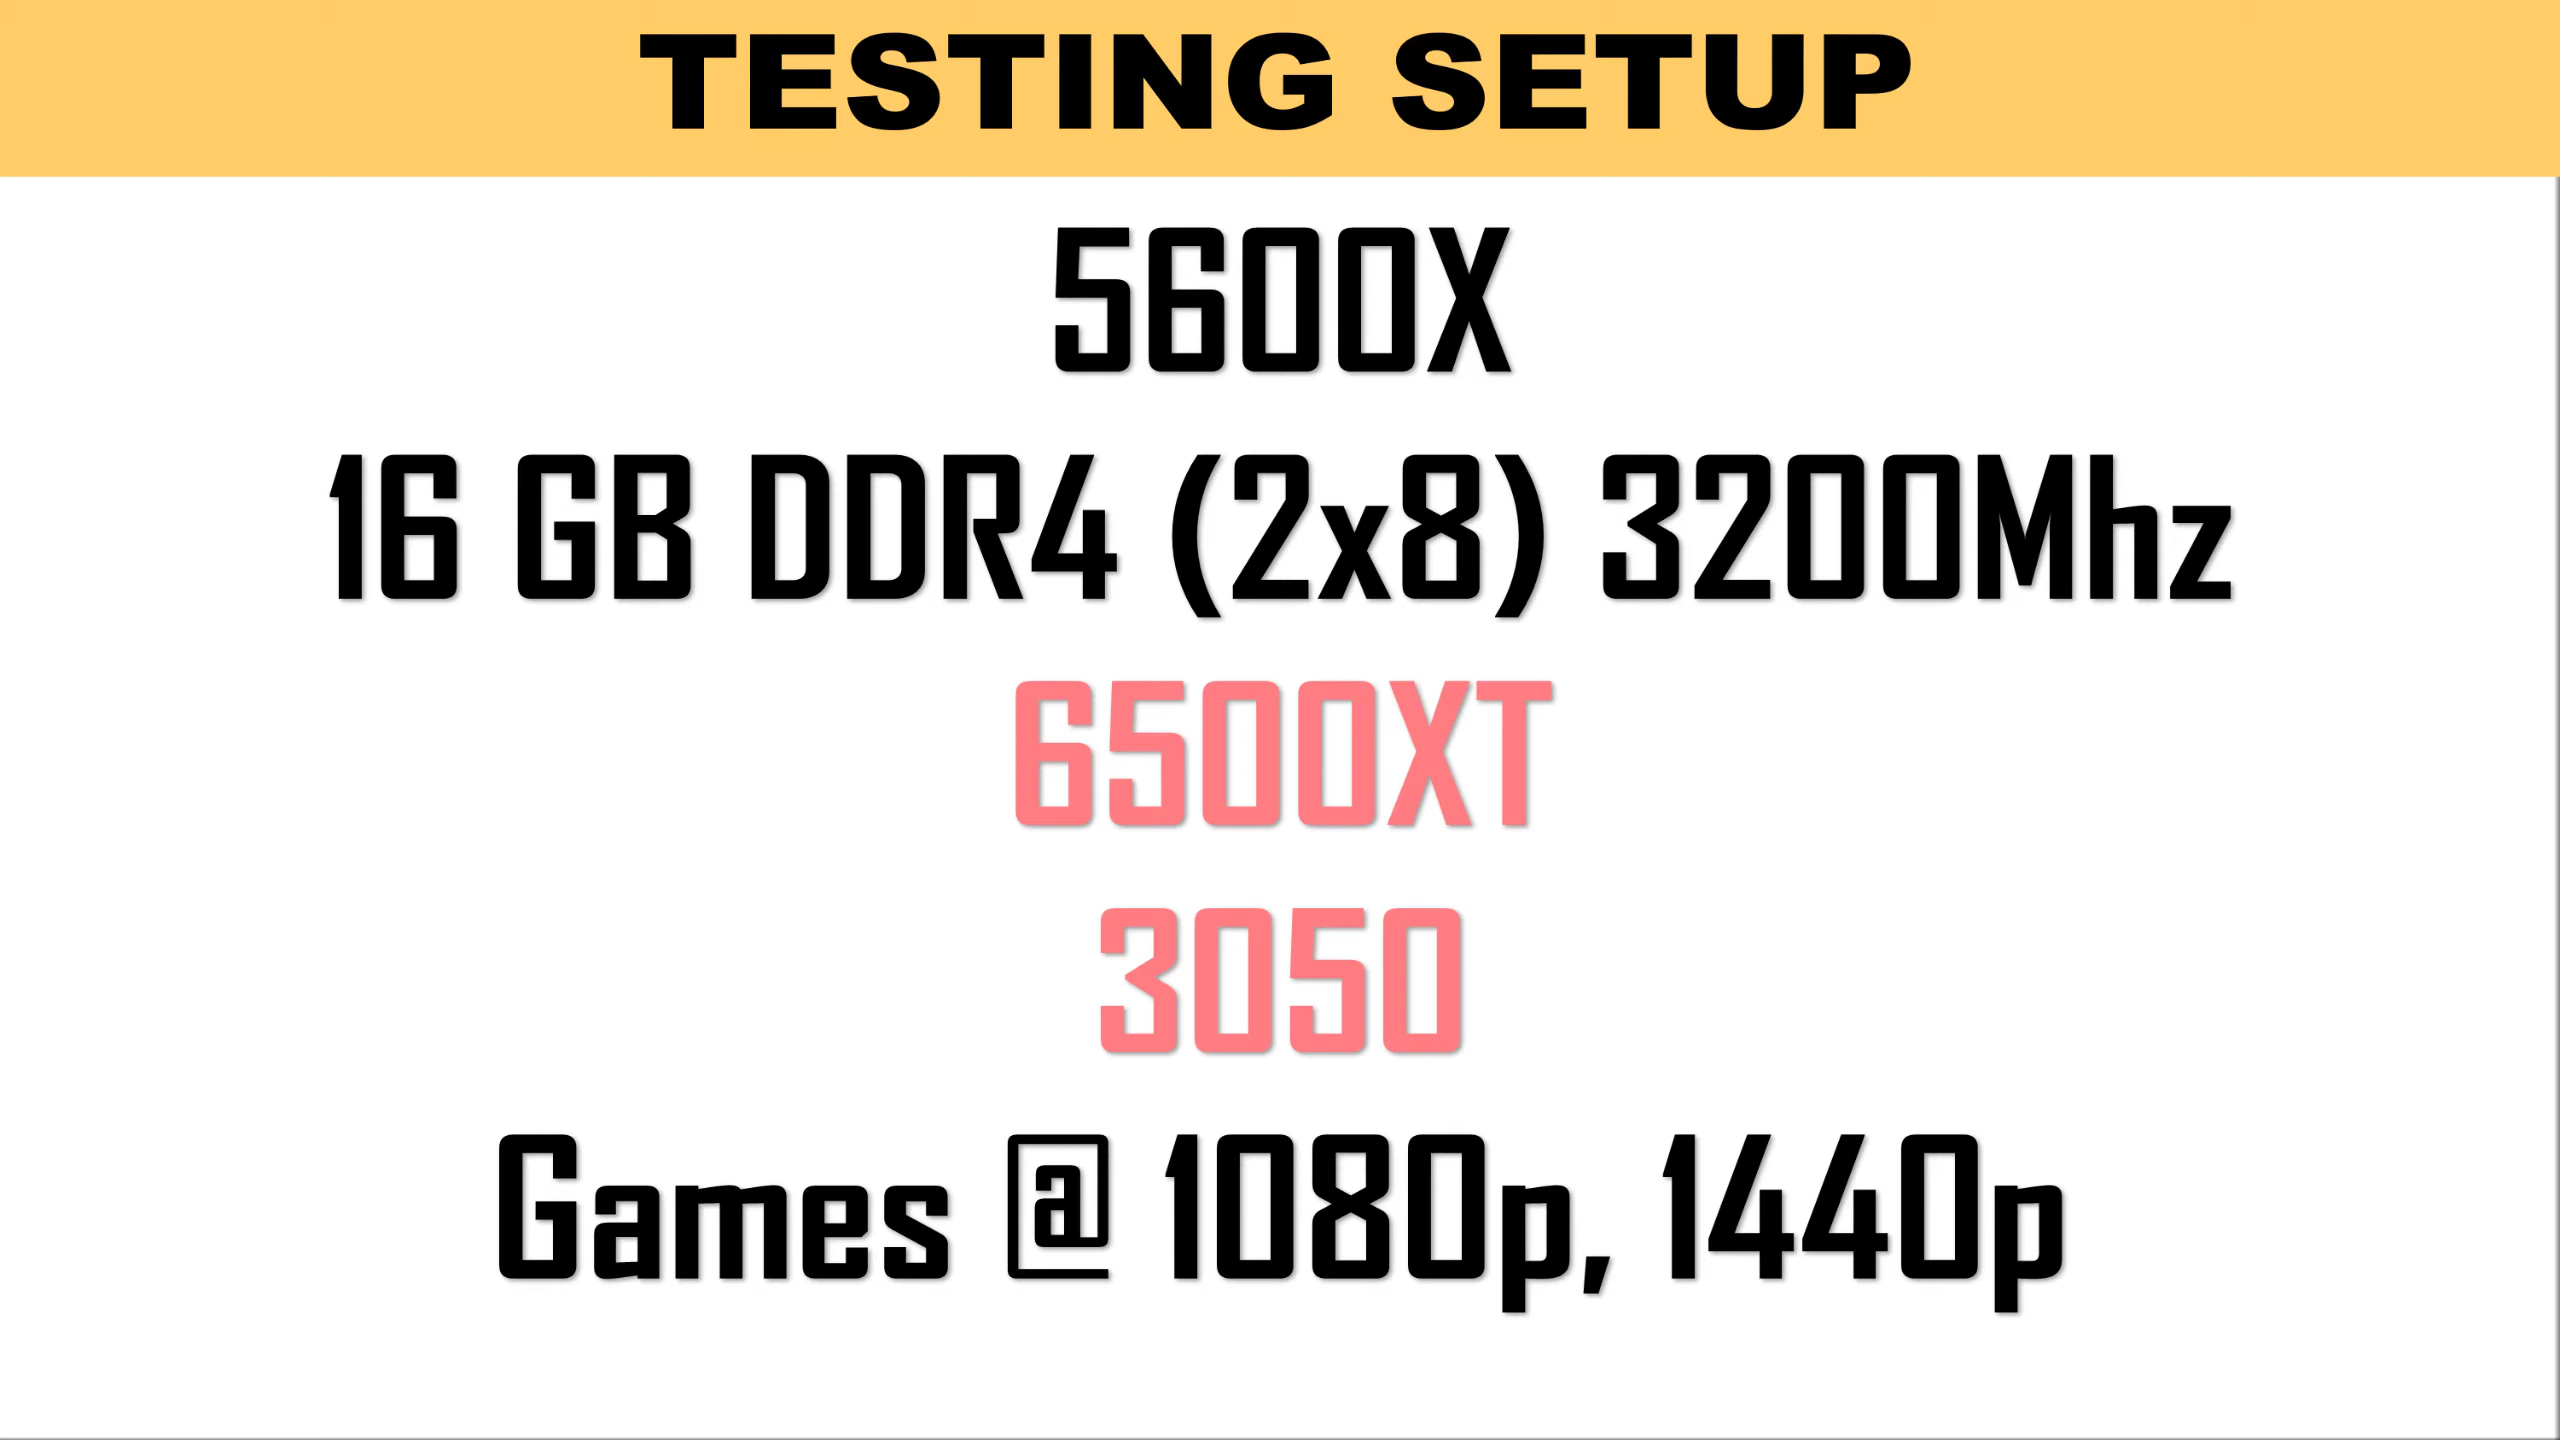 TESTING SETUP
5600X
16 GB DDR4 (2x8) 3200Mhz
6500XT
3050
Games @ 1080p, 1440p